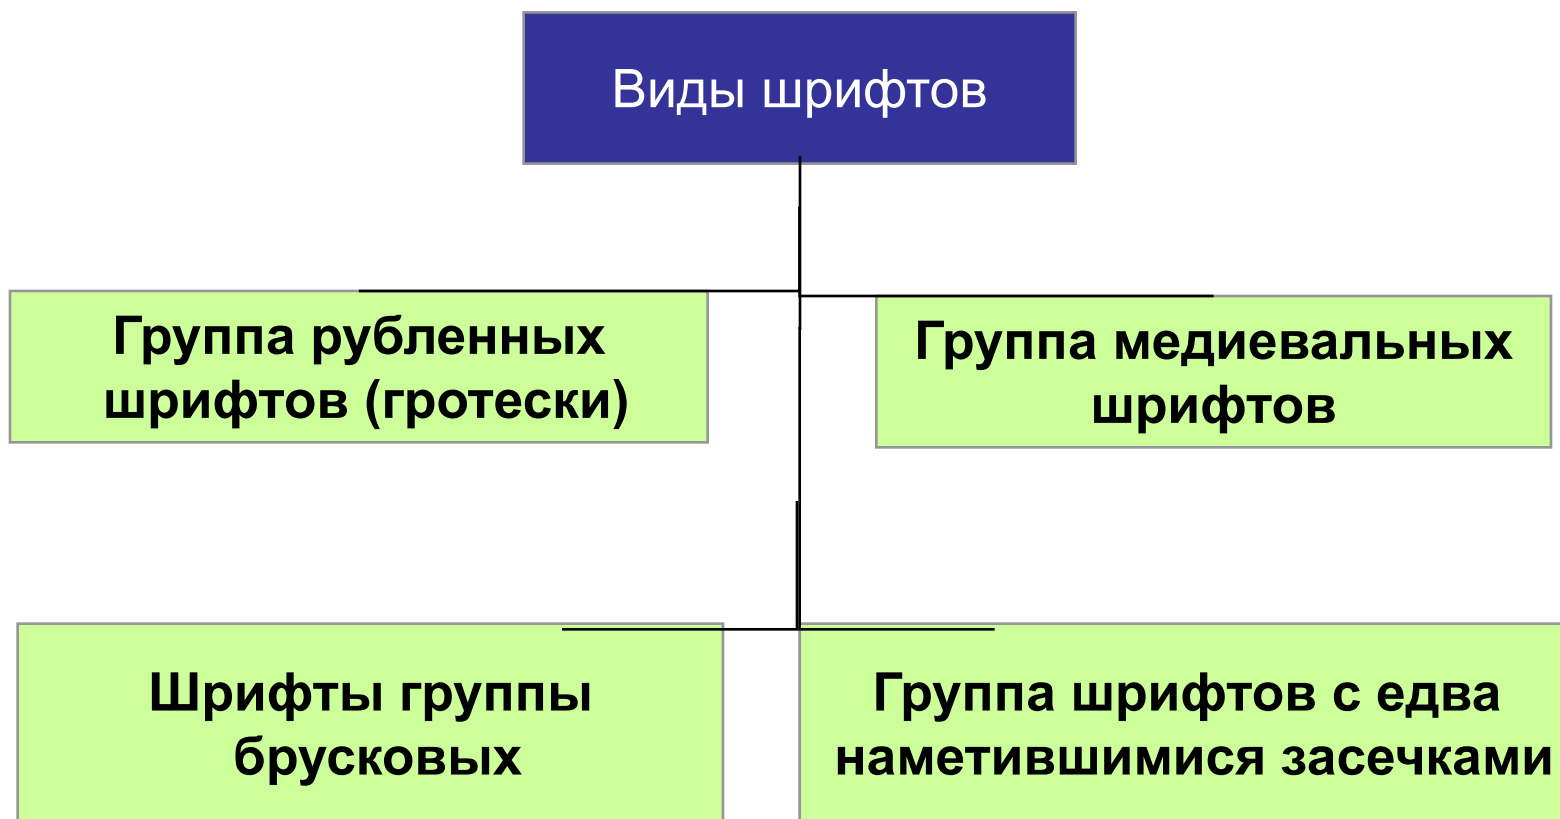 Виды шрифтов
Группа рубленных
шрифтов (гротески)
Группа медиевальных
шрифтов
Шрифты группы
брусковых
Группа шрифтов с едва
наметившимися засечками